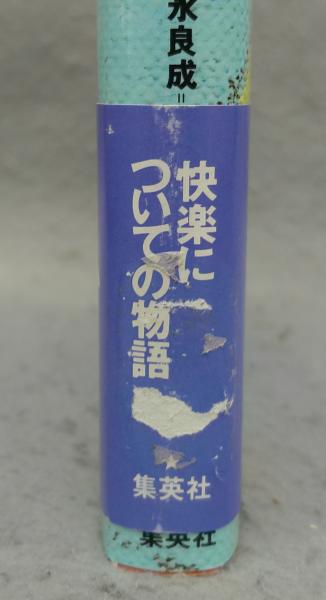 永良成=
快楽に
ついての物語
集英社
集英社